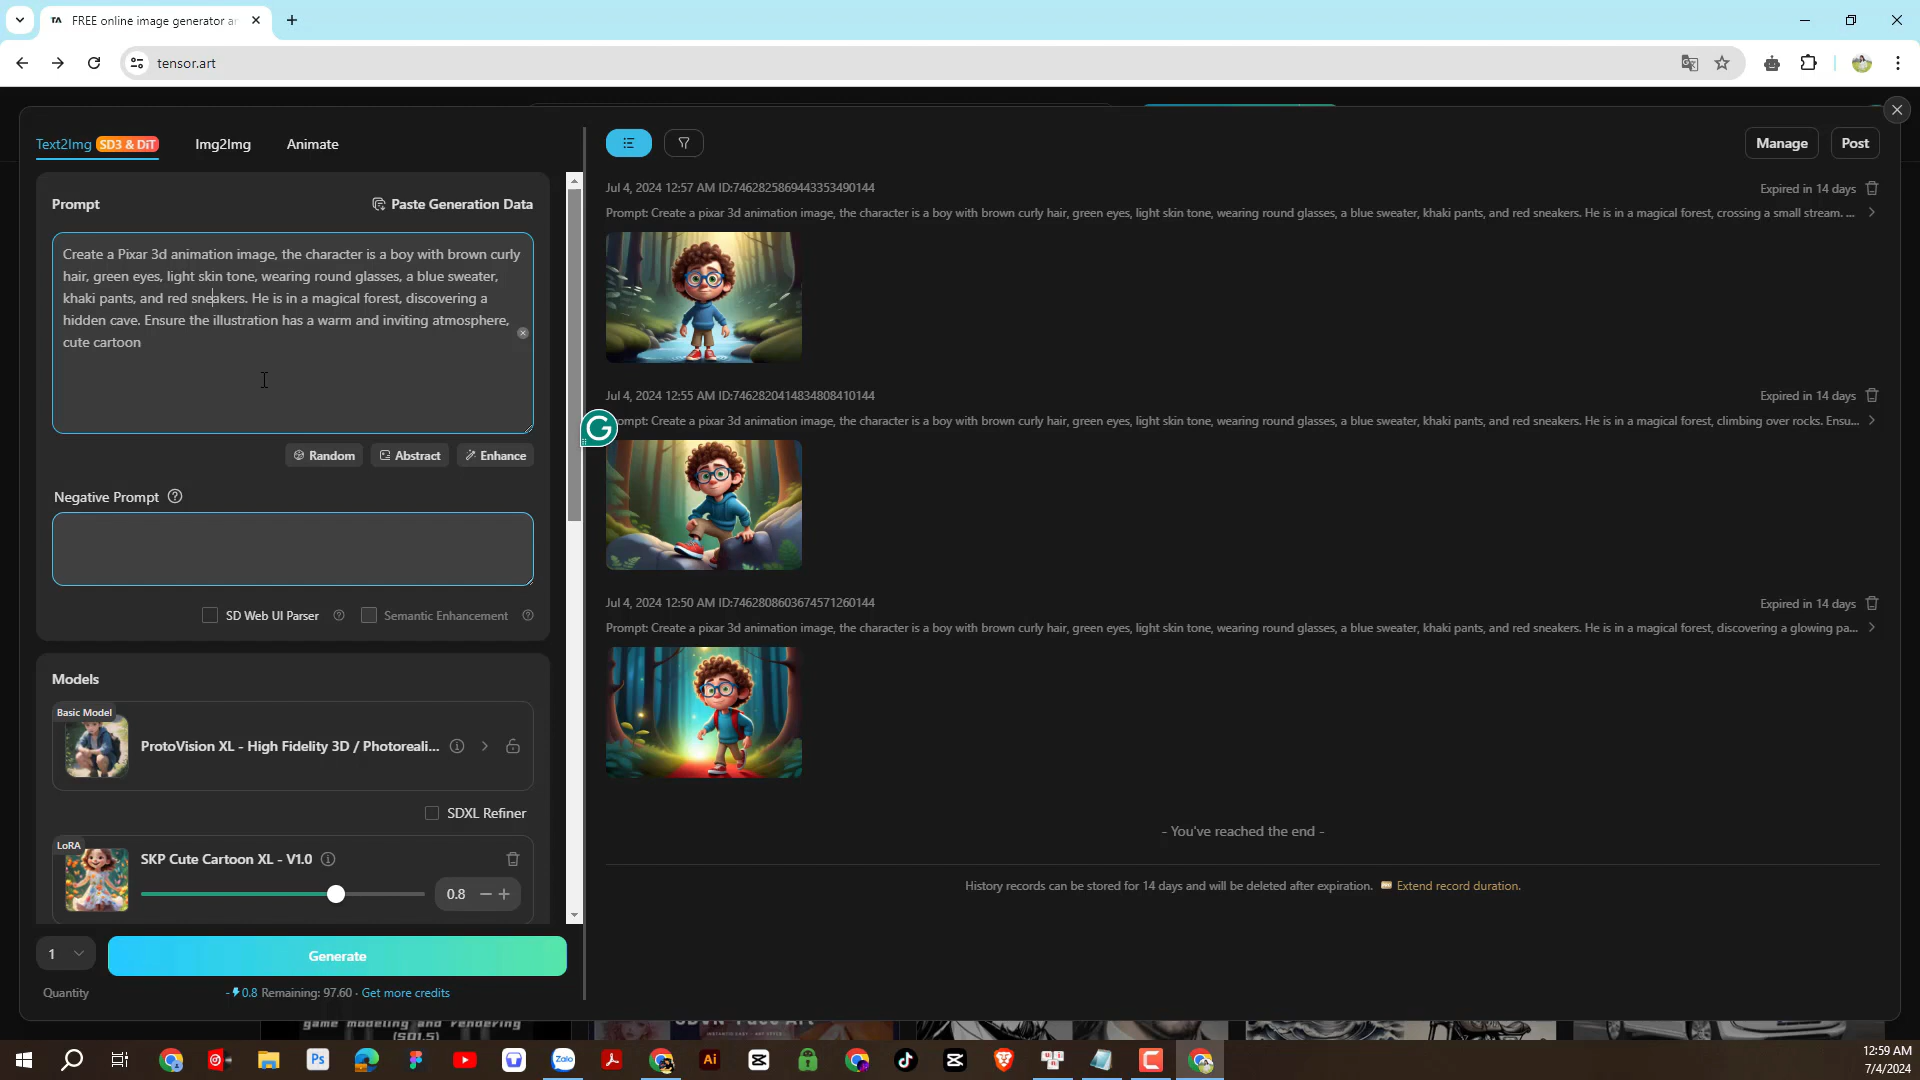 FREE online image generator ar
tensor.art
Text2Img SD3 & DiT
Img2Img
Animate
Manage
Post
Prompt
Paste Generation Data
Create a Pixar 3d animation image, the character is a boy with brown curly
hair, green eyes, light skin tone, wearing round glasses, a blue sweater,
khaki pants, and red sneakers. He is in a magical forest, discovering a
hidden cave. Ensure the illustration has a warm and inviting atmosphere,
cute cartoon
Random
Abstract
Enhance
Negative Prompt
SD Web UI Parser
Semantic Enhancement
Models
Basic Model
ProtoVision XL - High Fidelity 3D / Photoreali...
SDXL Refiner
LoRA
SKP Cute Cartoon XL - V1.0
0.8
1
Generate
Quantity
-0.8 Remaining: 97.60 · Get more credits
Jul 4, 2024 12:57 AM ID:746282586944335349014​4
Expired in 14 days
Prompt: Create a pixar 3d animation image, the character is a boy with brown curly hair, green eyes, light skin tone, wearing round glasses, a blue sweater, khaki pants, and red sneakers. He is in a magical forest, crossing a small stream. ...
Jul 4, 2024 12:55 AM ID:746282041483480841​0144
Expired in 14 days
ompt: Create a pixar 3d animation image, the character is a boy with brown curly hair, green eyes, light skin tone, wearing round glasses, a blue sweater, khaki pants, and red sneakers. He is in a magical forest, climbing over rocks. Ensu...
Jul 4, 2024 12:50 AM ID:746280860367457126​0144
Expired in 14 days
Prompt: Create a pixar 3d animation image, the character is a boy with brown curly hair, green eyes, light skin tone, wearing round glasses, a blue sweater, khaki pants, and red sneakers. He is in a magical forest, discovering a glowing pa...
- You've reached the end -
History records can be stored for 14 days and will be deleted after expiration. Extend record duration.
game modeling and rendering
(SD1.5)
12:59 AM
7/4/2024